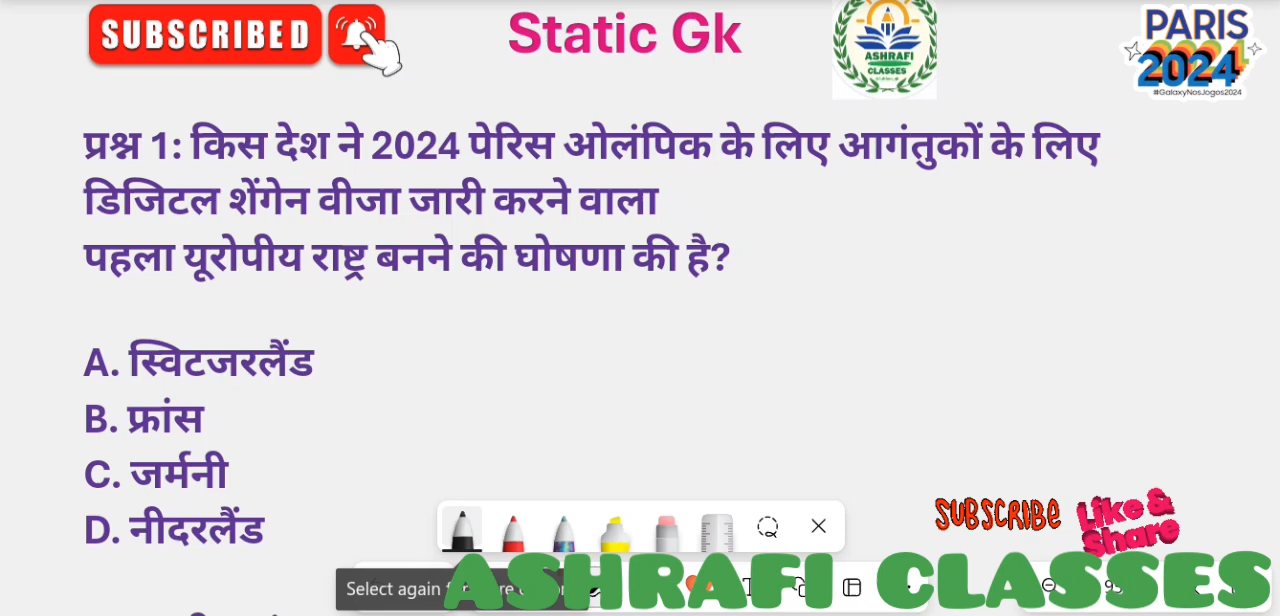 SUBSCRIBED
Static Gk
ASHRAFI
CLASSES
PARIS
2024
#GalaxyNosJogos2024
प्रश्न 1: किस देश ने 2024 पेरिस ओलंपिक के लिए आगंतुकों के लिए
डिजिटल शेंगेन वीजा जारी करने वाला
पहला यूरोपीय राष्ट्र बनने की घोषणा की है?
A. स्विटजरलैंड
B. फ्रांस
C. जर्मनी
D. नीदरलैंड
SUBSCRIBE
Like &
Share
Select again
ASHRAFI CLASSES